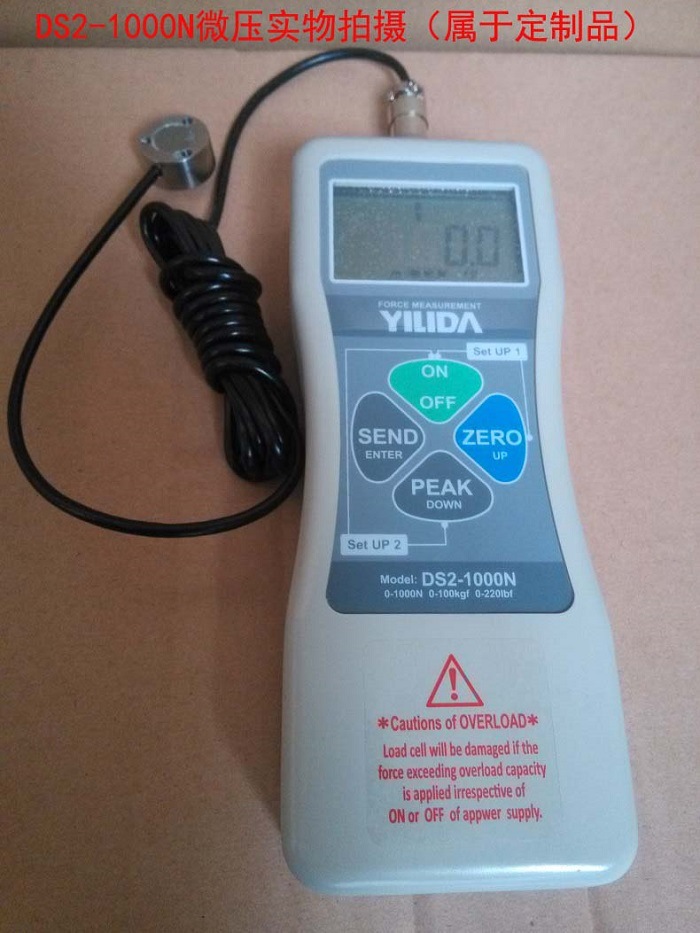 DS2-1000N微压实物拍摄（属于定制品）
0.0
FORCE MEASUREMENT
YILIDA
Set UP 1
ON
OFF
SEND
ENTER
ZERO
UP
PEAK
DOWN
Set UP 2
Model: DS2-1000N
0-1000N 0-100kgf 0-220lbf
*Cautions of OVERLOAD*
Load cell will be damaged if the
force exceeding overload capacity
is applied irrespective of
ON or OFF of appwer supply.